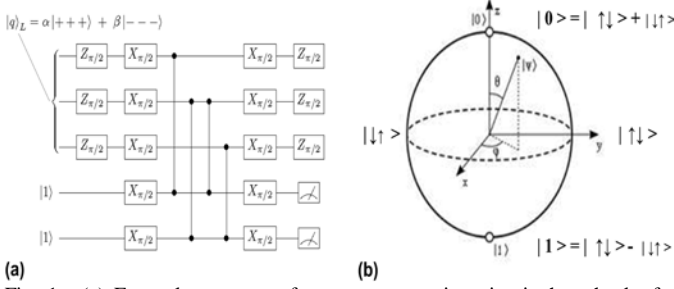 |q⟩_L = α|+++⟩ + β|---⟩
Z_{π/2} X_{π/2} X_{π/2} Z_{π/2}
Z_{π/2} X_{π/2} X_{π/2} Z_{π/2}
Z_{π/2} X_{π/2} X_{π/2} Z_{π/2}
|1⟩ X_{π/2} X_{π/2}
|1⟩ X_{π/2} X_{π/2}
(a)
z
|0⟩
|0>=|↑↓>+|↓↑>
|ψ⟩
θ
|↓↑>
|↑↓>
y
φ
x
|1⟩
|1>=|↑↓>-|↓↑>
(b)